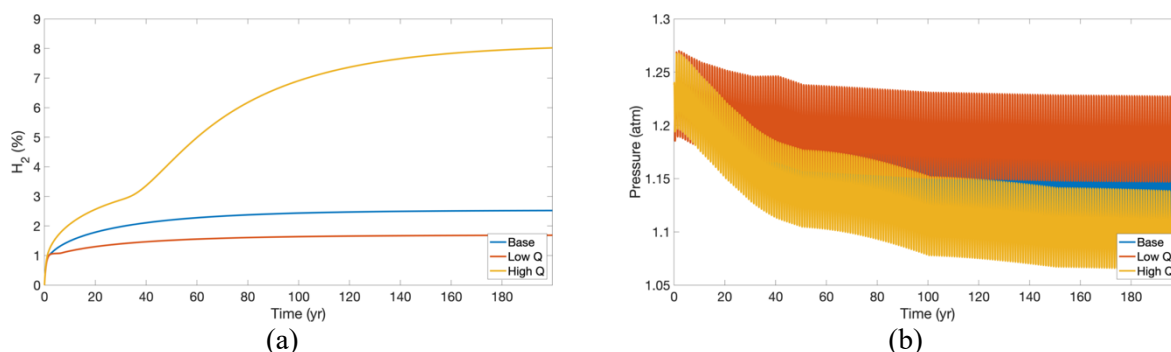 9
8
7
6
5
4
3
2
1
0
H₂ (%)
0 20 40 60 80 100 120 140 160 180
Time (yr)
Base
Low Q
High Q
(a)
1.3
1.25
1.2
1.15
1.1
1.05
Pressure (atm)
0 20 40 60 80 100 120 140 160 180
Time (yr)
Base
Low Q
High Q
(b)